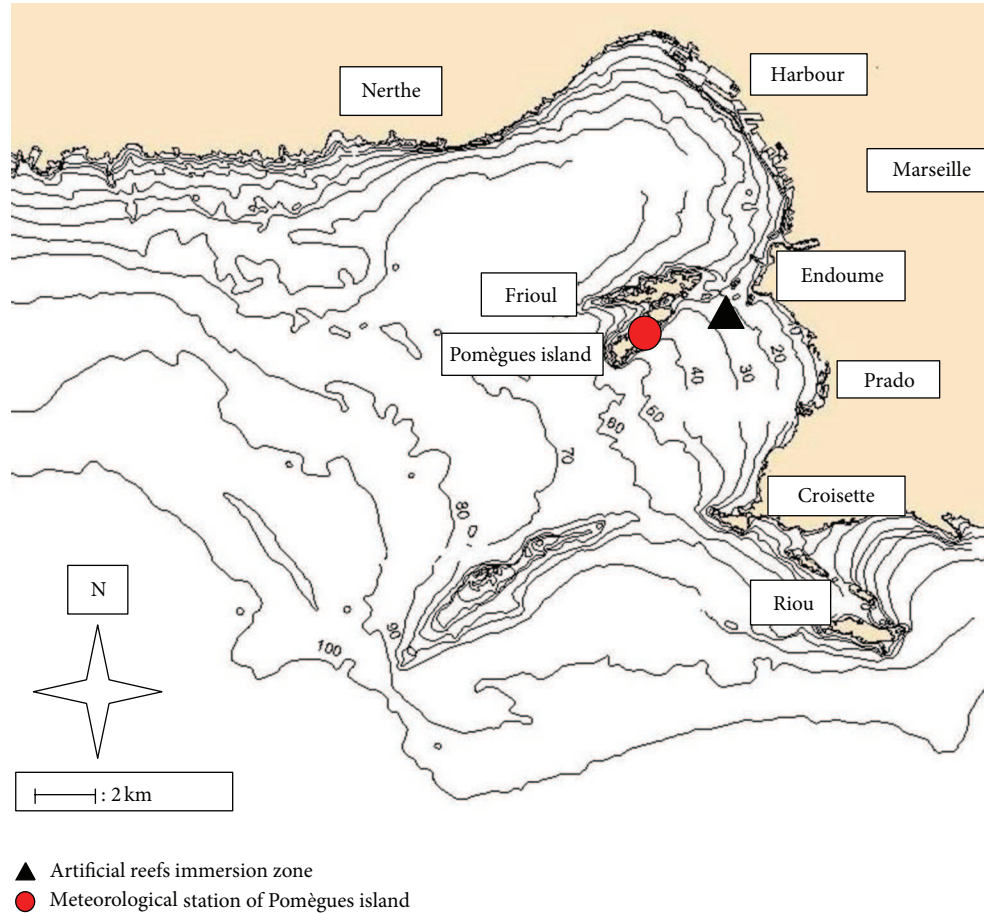 Nerthe
Harbour
Marseille
Endoume
Frioul
Pomègues island
10
20
30
40
50
60
70
80
90
100
Prado
Croisette
Riou
N
: 2 km
Artificial reefs immersion zone
Meteorological station of Pomègues island